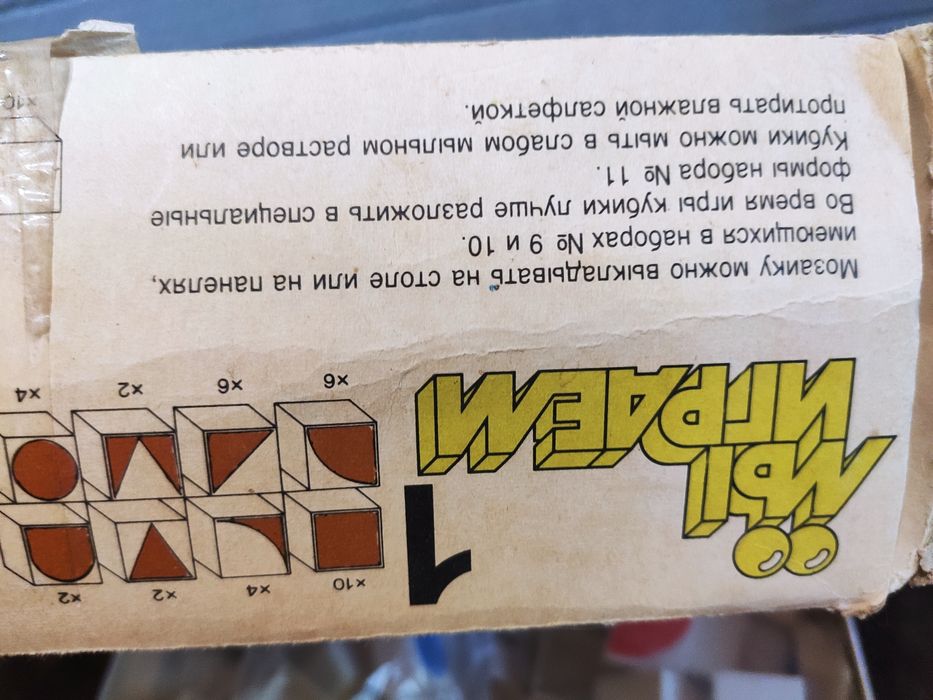 МЫ
ИГРАЕМ
1
×10 ×4 ×2 ×2
×6 ×6 ×2 ×4
Мозаику можно выкладывать на столе или на панелях,
имеющихся в наборах № 9 и 10.
Во время игры кубики лучше разложить в специальные
формы набора № 11.
Кубики можно мыть в слабом мыльном растворе или
протирать влажной салфеткой.